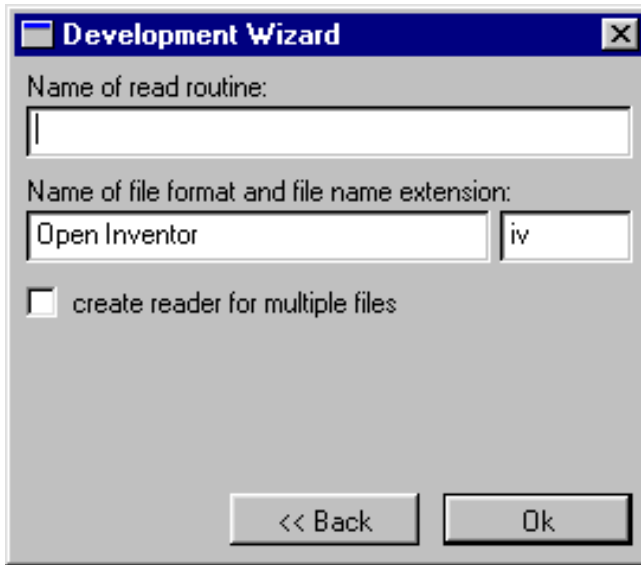 Development Wizard
Name of read routine:
Name of file format and file name extension:
Open Inventor iv
create reader for multiple files
<< Back Ok